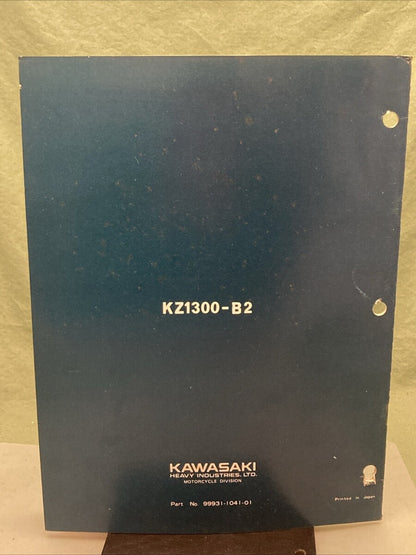 KZ1300-B2
KAWASAKI
HEAVY INDUSTRIES, LTD.
MOTORCYCLE DIVISION
Part No. 99931-1041-01
Printed in Japan